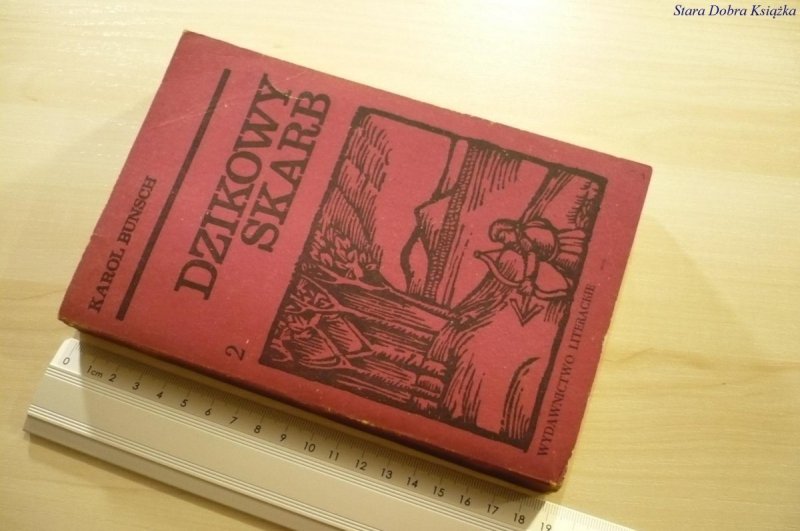 Stara Dobra Książka
KAROL BUNSCH
DZIKOWY
SKARB
2
WYDAWNICTWO LITERACKIE
0 1cm 2 3 4 5 6 7 8 9 10 11 12 13 14 15 16 17 18 19